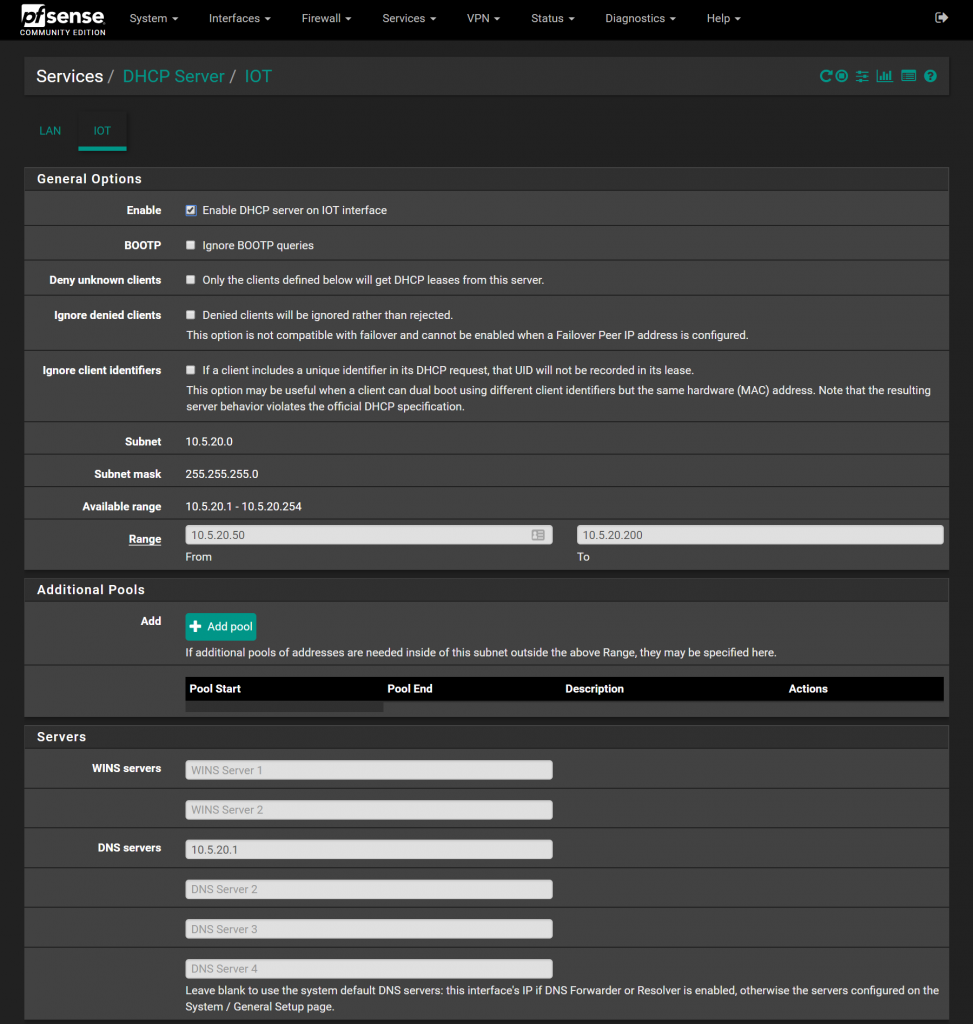 pfsense
COMMUNITY EDITION
System Interfaces Firewall Services VPN Status Diagnostics Help
Services / DHCP Server / IOT
LAN IOT
General Options
Enable Enable DHCP server on IOT interface
BOOTP Ignore BOOTP queries
Deny unknown clients Only the clients defined below will get DHCP leases from this server.
Ignore denied clients Denied clients will be ignored rather than rejected.
This option is not compatible with failover and cannot be enabled when a Failover Peer IP address is configured.
Ignore client identifiers If a client includes a unique identifier in its DHCP request, that UID will not be recorded in its lease.
This option may be useful when a client can dual boot using different client identifiers but the same hardware (MAC) address. Note that the resulting
server behavior violates the official DHCP specification.
Subnet 10.5.20.0
Subnet mask 255.255.255.0
Available range 10.5.20.1 - 10.5.20.254
Range 10.5.20.50 10.5.20.200
From To
Additional Pools
Add Add pool
If additional pools of addresses are needed inside of this subnet outside the above Range, they may be specified here.
Pool Start Pool End Description Actions
Servers
WINS servers WINS Server 1
WINS Server 2
DNS servers 10.5.20.1
DNS Server 2
DNS Server 3
DNS Server 4
Leave blank to use the system default DNS servers: this interface's IP if DNS Forwarder or Resolver is enabled, otherwise the servers configured on the
System / General Setup page.